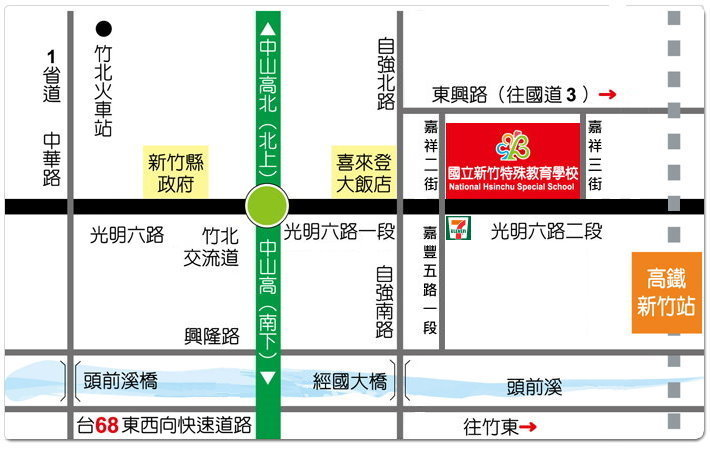 1
省道
中華路
竹北火車站
中山高北（北上）
自強北路
東興路（往國道3）
嘉祥二街
國立新竹特殊教育學校
National Hsinchu Special School
嘉祥三街
新竹縣
政府
喜來登
大飯店
光明六路
竹北
交流道
中山高（南下）
光明六路一段
自強南路
嘉豐五路一段
7
ELEVEN
光明六路二段
高鐵
新竹站
興隆路
頭前溪橋
經國大橋
頭前溪
台68東西向快速道路
往竹東